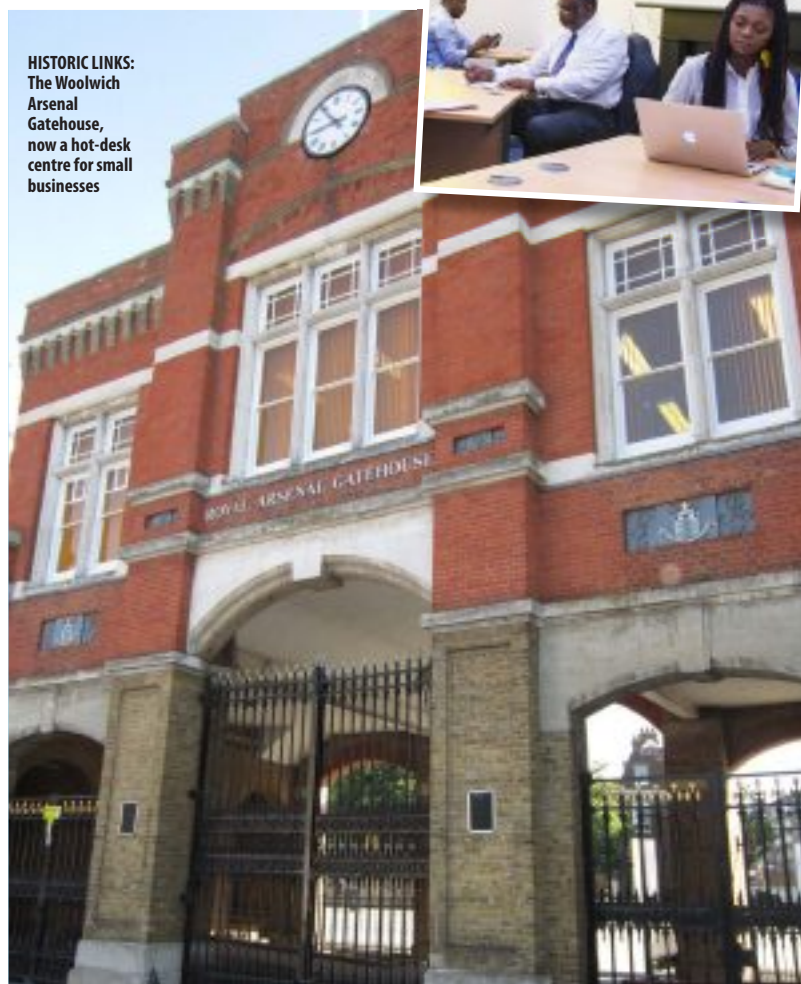 HISTORIC LINKS:
The Woolwich
Arsenal
Gatehouse,
now a hot-desk
centre for small
businesses
ROYAL ARSENAL GATEHOUSE